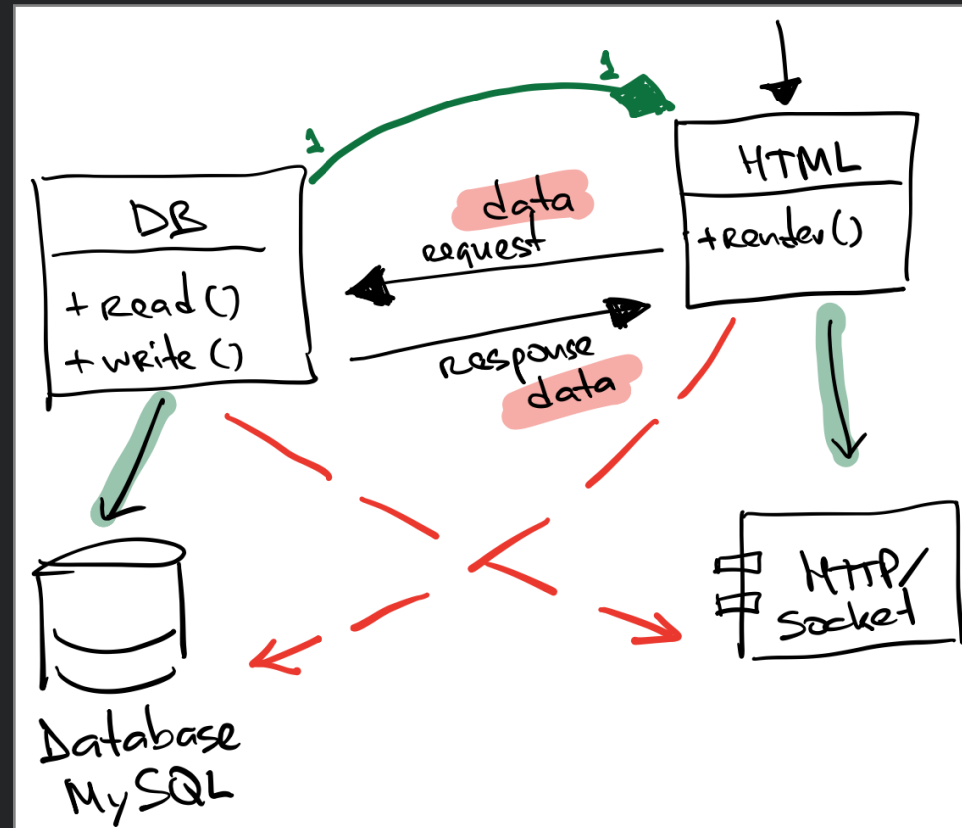 1
1
HTML
+render()
DB
+ read()
+ write()
data
request
response
data
HTTP/
Socket
Database
MySQL